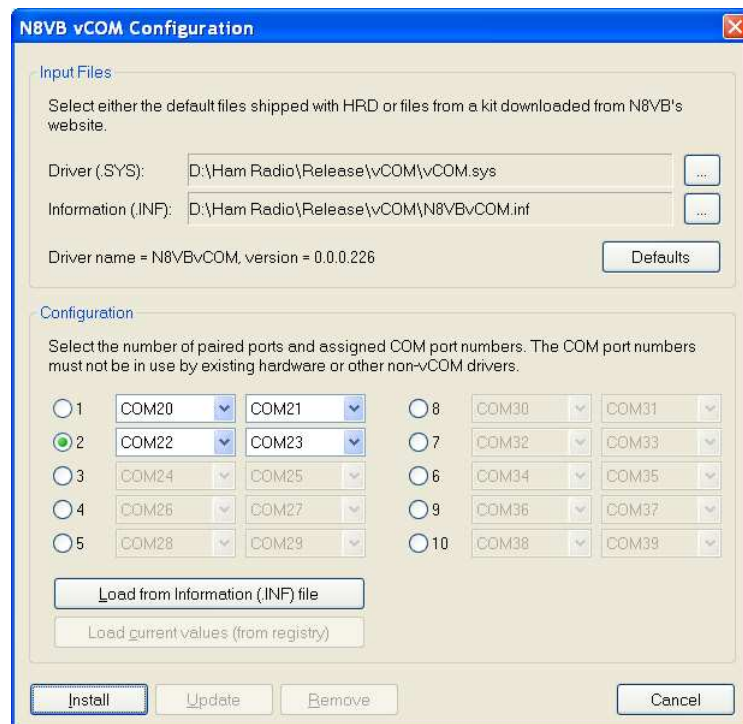 N8VB vCOM Configuration
Input Files
Select either the default files shipped with HRD or files from a kit downloaded from N8VB's
website.
Driver (.SYS): D:\Ham Radio\Release\vCOM\vCOM.sys ...
Information (.INF): D:\Ham Radio\Release\vCOM\N8VBvCOM.inf ...
Driver name = N8VBvCOM, version = 0.0.0.226 Defaults
Configuration
Select the number of paired ports and assigned COM port numbers. The COM port numbers
must not be in use by existing hardware or other non-vCOM drivers.
1 COM20 COM21 8 COM30 COM31
2 COM22 COM23 7 COM32 COM33
3 COM24 COM25 6 COM34 COM35
4 COM26 COM27 9 COM36 COM37
5 COM28 COM29 10 COM38 COM39
Load from Information (.INF) file
Load current values (from registry)
Install Update Remove Cancel